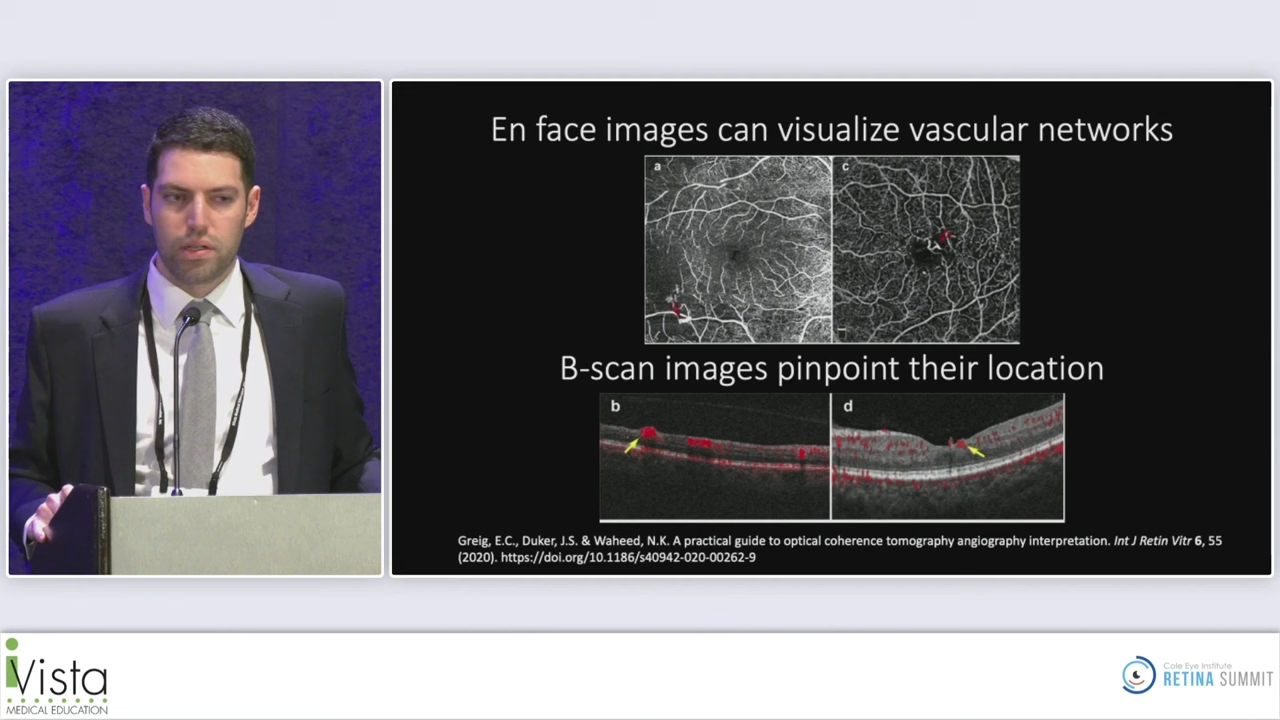 En face images can visualize vascular networks
a
c
B-scan images pinpoint their location
b
d
Greig, E.C., Duker, J.S. & Waheed, N.K. A practical guide to optical coherence tomography angiography interpretation. Int J Retin Vitr 6, 55
(2020). https://doi.org/10.1186/s40942-020-00262-9
iVista
MEDICAL EDUCATION
Cole Eye Institute
RETINA SUMMIT